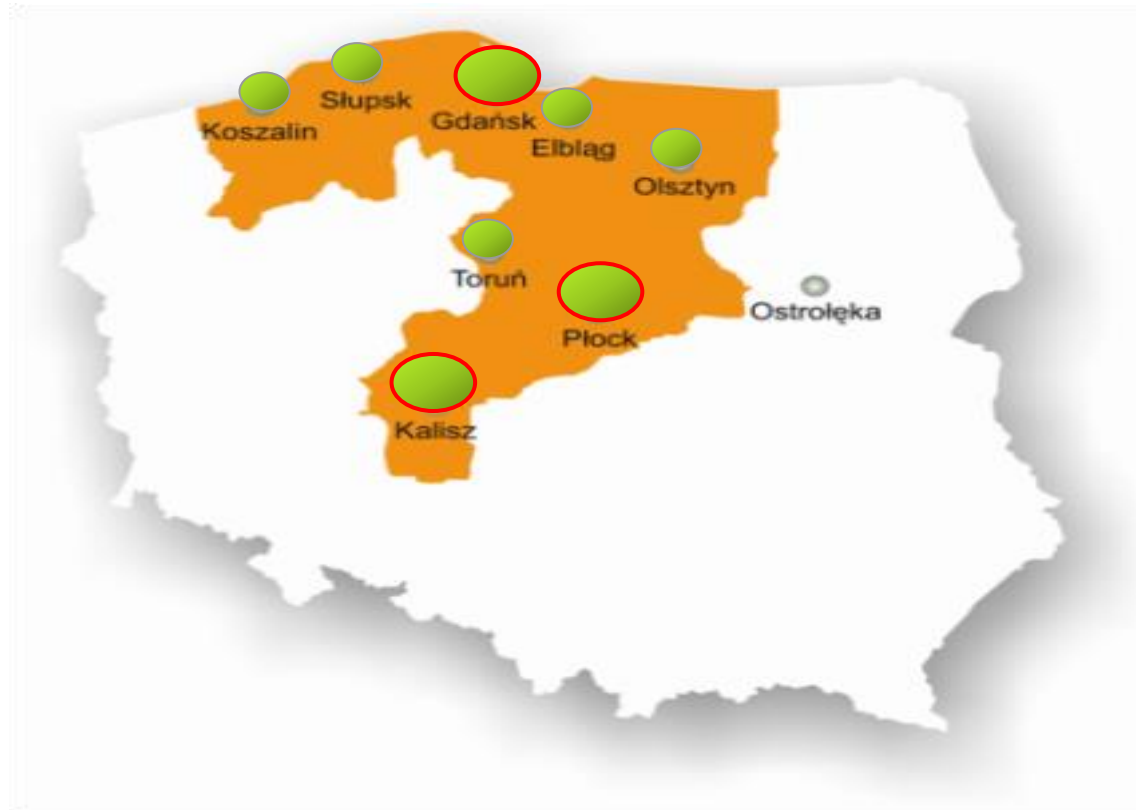 Słupsk
Koszalin
Gdańsk
Elbląg
Olsztyn
Toruń
Ostrołęka
Płock
Kalisz